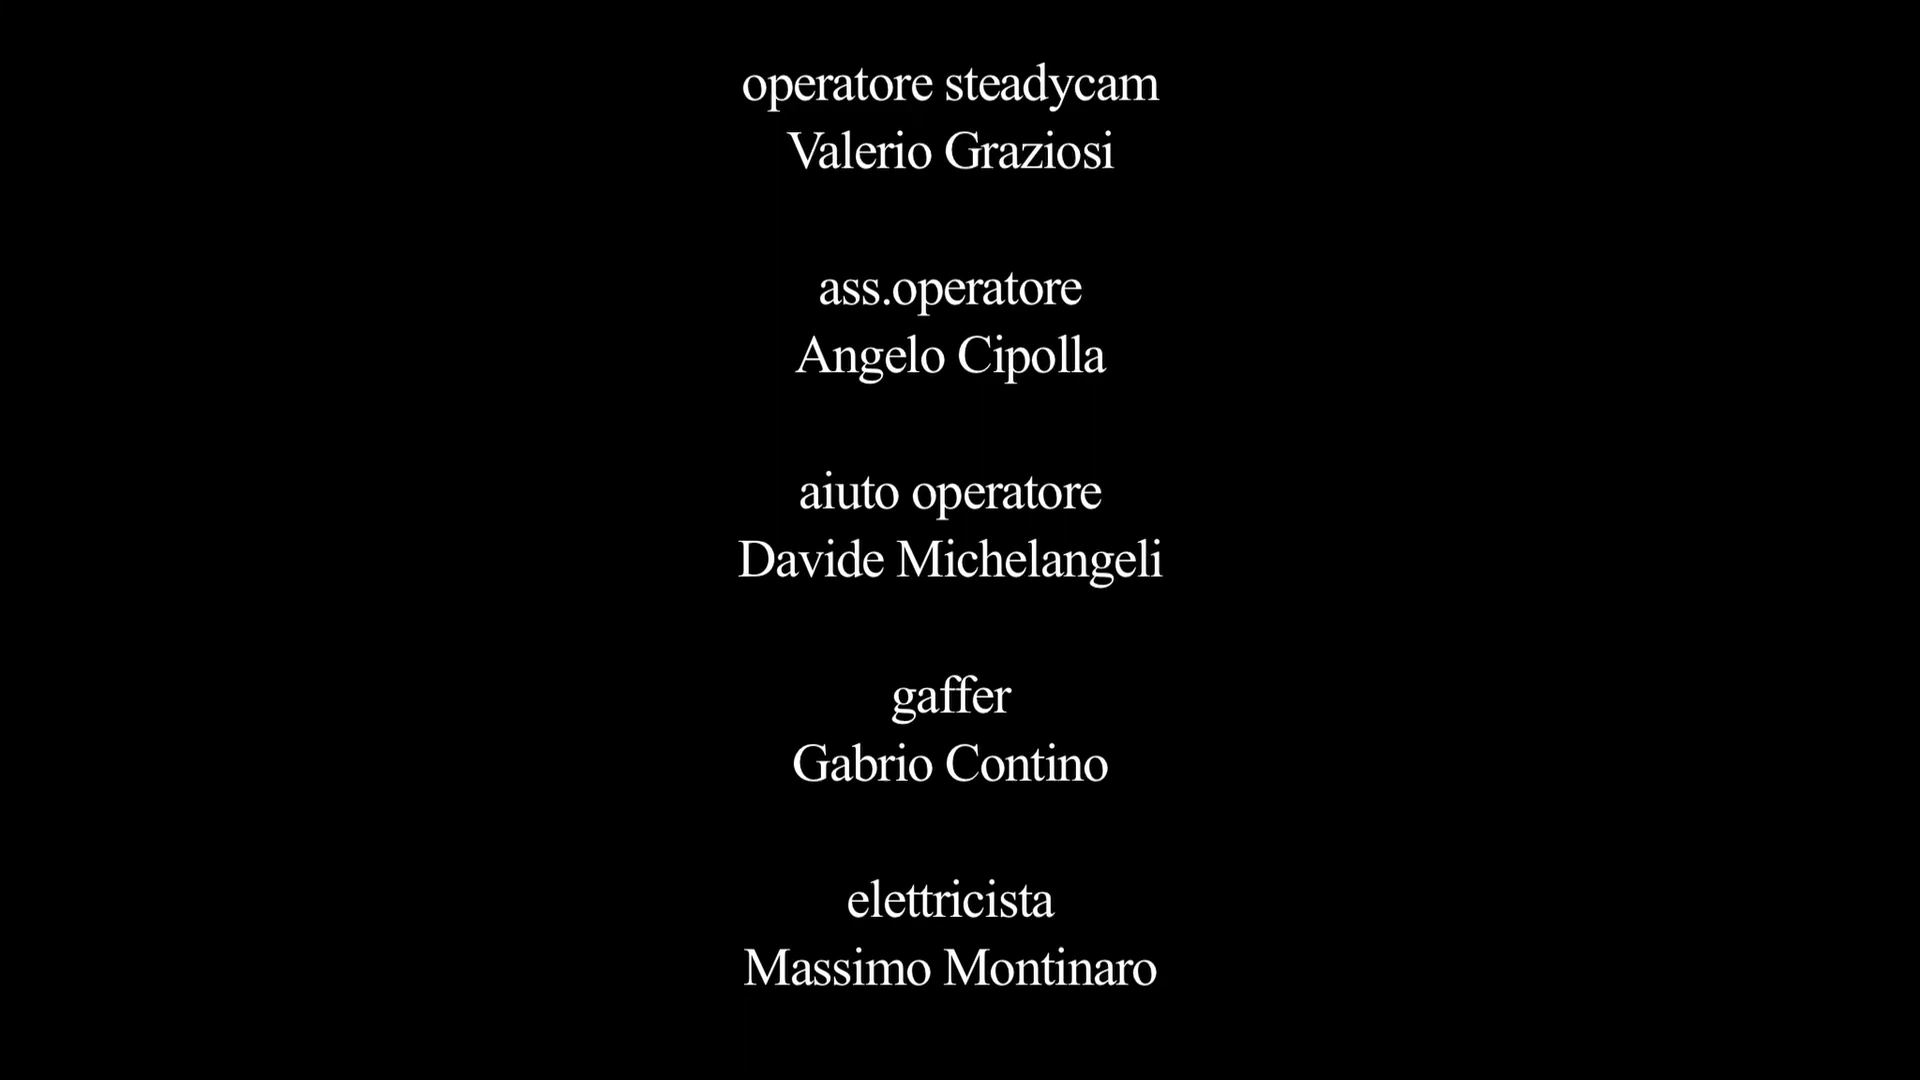 operatore steadycam
Valerio Graziosi
ass.operatore
Angelo Cipolla
aiuto operatore
Davide Michelangeli
gaffer
Gabrio Contino
elettricista
Massimo Montinaro